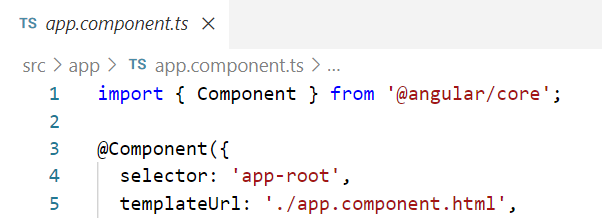 TS app.component.ts ×
src > app > TS app.component.ts > ...
1 import { Component } from '@angular/core';
2
3 @Component({
4 selector: 'app-root',
5 templateUrl: './app.component.html',